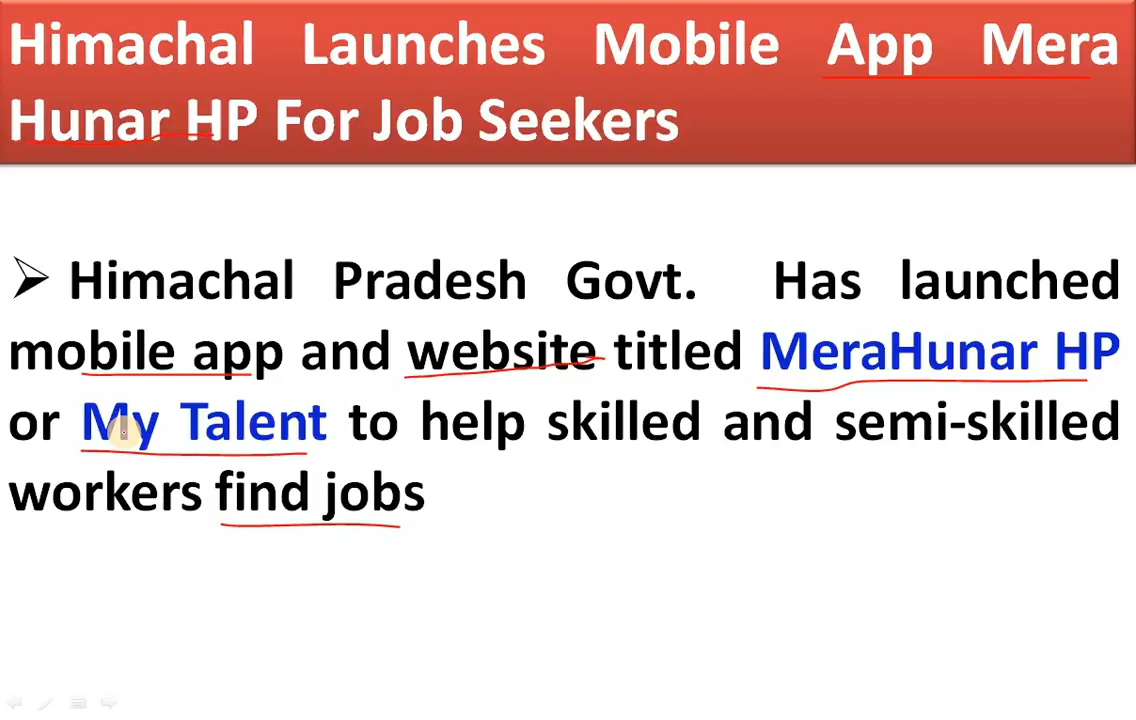 Himachal Launches Mobile App Mera
Hunar HP For Job Seekers
➢ Himachal Pradesh Govt. Has launched
mobile app and website titled MeraHunar HP
or My Talent to help skilled and semi-skilled
workers find jobs